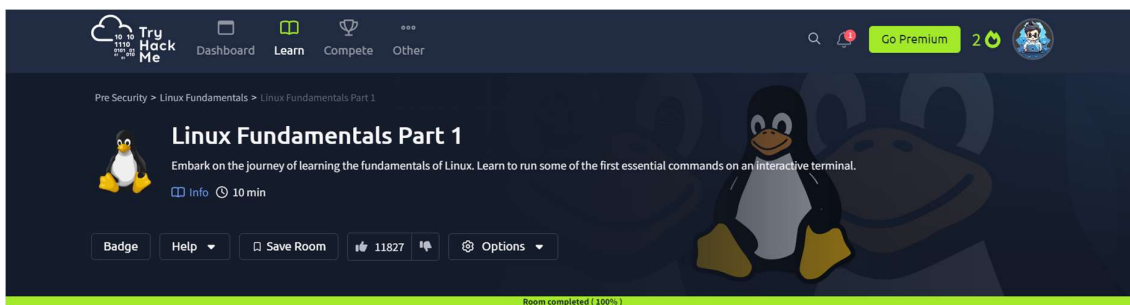 Try
Hack
Me
Dashboard
Learn
Compete
Other
1
Go Premium
2
Pre Security > Linux Fundamentals > Linux Fundamentals Part 1
Linux Fundamentals Part 1
Embark on the journey of learning the fundamentals of Linux. Learn to run some of the first essential commands on an interactive terminal.
Info 10 min
Badge
Help
Save Room
11827
Options
Room completed ( 100% )